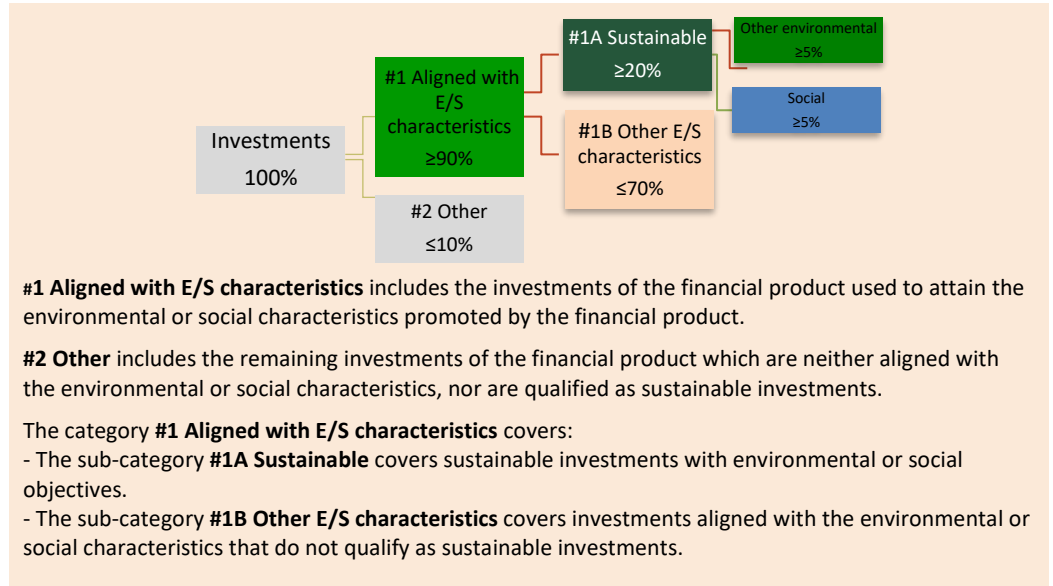 Investments
100%
#1 Aligned with
E/S
characteristics
≥90%
#2 Other
≤10%
#1A Sustainable
≥20%
#1B Other E/S
characteristics
≤70%
Other environmental
≥5%
Social
≥5%
#1 Aligned with E/S characteristics includes the investments of the financial product used to attain the
environmental or social characteristics promoted by the financial product.
#2 Other includes the remaining investments of the financial product which are neither aligned with
the environmental or social characteristics, nor are qualified as sustainable investments.
The category #1 Aligned with E/S characteristics covers:
- The sub-category #1A Sustainable covers sustainable investments with environmental or social
objectives.
- The sub-category #1B Other E/S characteristics covers investments aligned with the environmental or
social characteristics that do not qualify as sustainable investments.